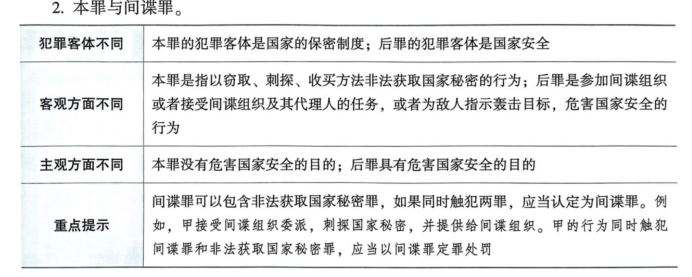 2. 本罪与间谍罪。
犯罪客体不同
本罪的犯罪客体是国家的保密制度；后罪的犯罪客体是国家安全
客观方面不同
本罪是指以窃取、刺探、收买方法非法获取国家秘密的行为；后罪是参加间谍组织
或者接受间谍组织及其代理人的任务，或者为敌人指示轰击目标，危害国家安全的
行为
主观方面不同
本罪没有危害国家安全的目的；后罪具有危害国家安全的目的
重点提示
间谍罪可以包含非法获取国家秘密罪，如果同时触犯两罪，应当认定为间谍罪。例
如，甲接受间谍组织委派，刺探国家秘密，并提供给间谍组织。甲的行为同时触犯
间谍罪和非法获取国家秘密罪，应当以间谍罪定罪处罚